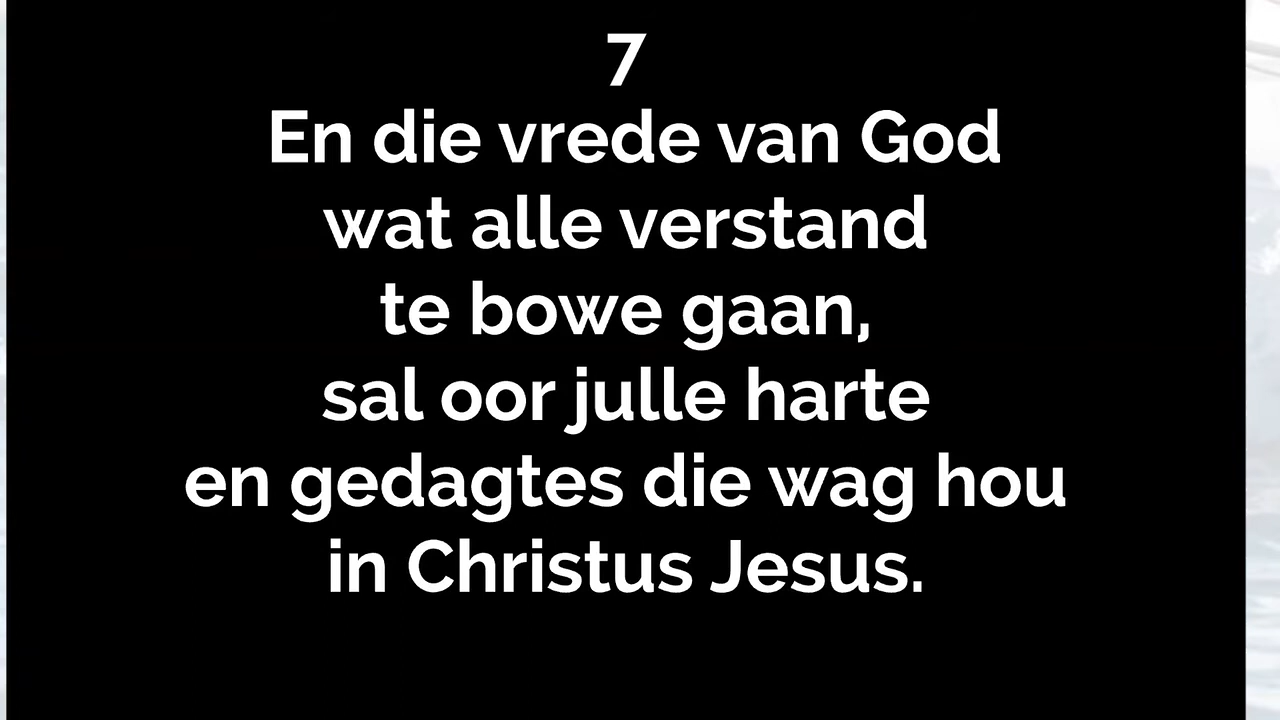 7
En die vrede van God
wat alle verstand
te bowe gaan,
sal oor julle harte
en gedagtes die wag hou
in Christus Jesus.